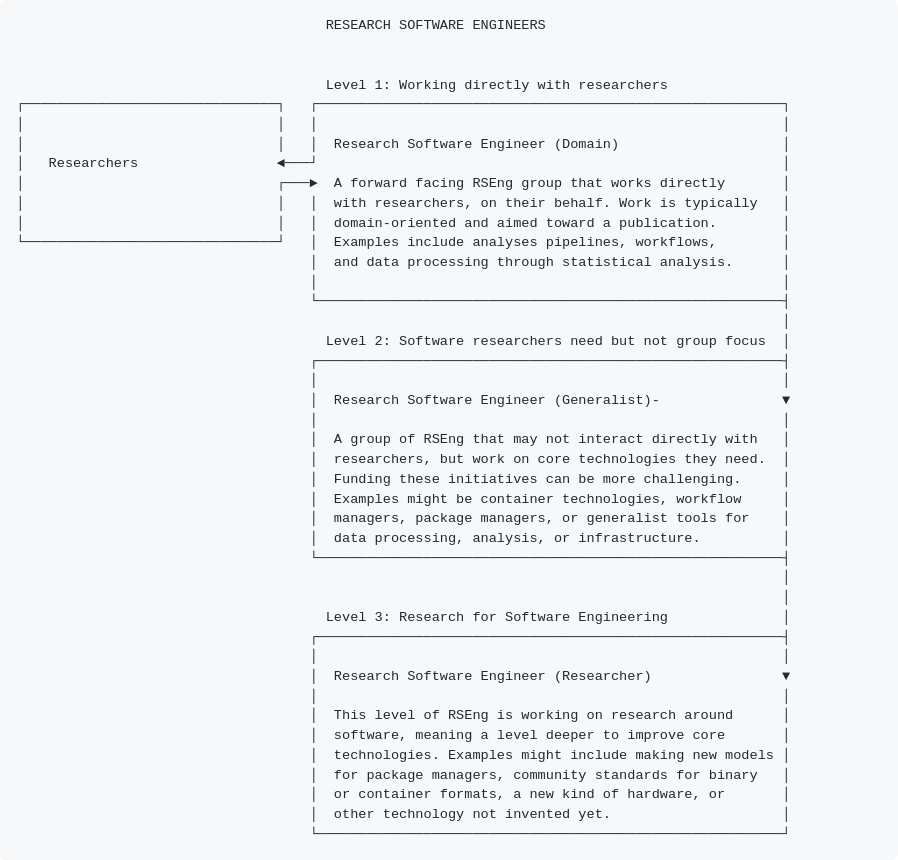 RESEARCH SOFTWARE ENGINEERS
Level 1: Working directly with researchers
Research Software Engineer (Domain)
Researchers
A forward facing RSEng group that works directly
with researchers, on their behalf. Work is typically
domain-oriented and aimed toward a publication.
Examples include analyses pipelines, workflows,
and data processing through statistical analysis.
Level 2: Software researchers need but not group focus
Research Software Engineer (Generalist)-
A group of RSEng that may not interact directly with
researchers, but work on core technologies they need.
Funding these initiatives can be more challenging.
Examples might be container technologies, workflow
managers, package managers, or generalist tools for
data processing, analysis, or infrastructure.
Level 3: Research for Software Engineering
Research Software Engineer (Researcher)
This level of RSEng is working on research around
software, meaning a level deeper to improve core
technologies. Examples might include making new models
for package managers, community standards for binary
or container formats, a new kind of hardware, or
other technology not invented yet.